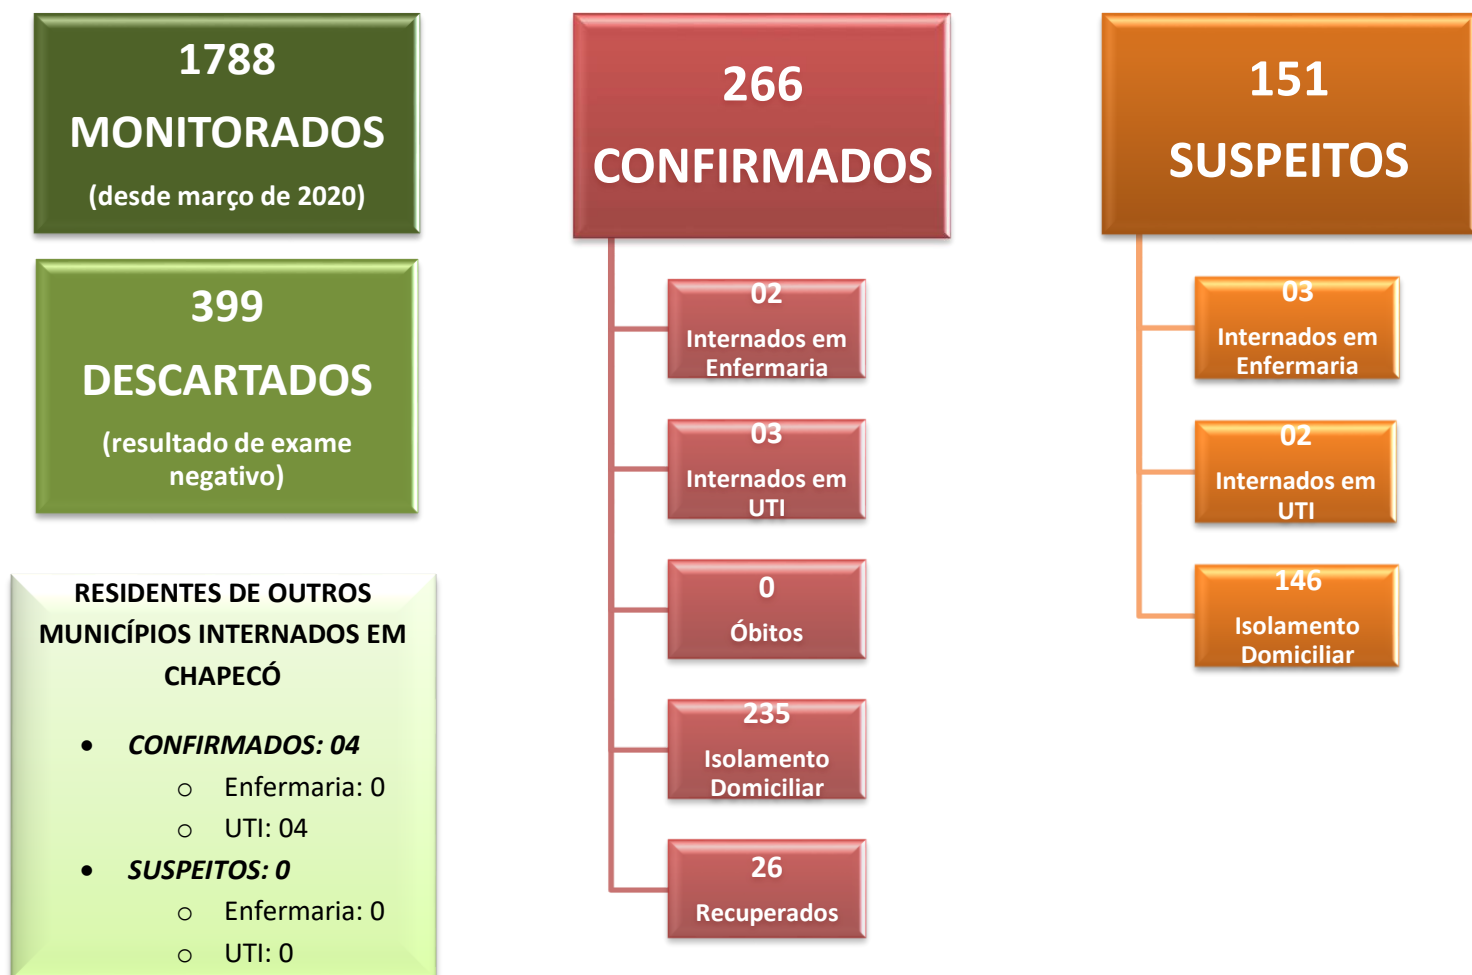 1788
MONITORADOS
(desde março de 2020)
399
DESCARTADOS
(resultado de exame
negativo)
RESIDENTES DE OUTROS
MUNICÍPIOS INTERNADOS EM
CHAPECÓ
• CONFIRMADOS: 04
o Enfermaria: 0
o UTI: 04
• SUSPEITOS: 0
o Enfermaria: 0
o UTI: 0
266
CONFIRMADOS
02
Internados em
Enfermaria
03
Internados em
UTI
0
Óbitos
235
Isolamento
Domiciliar
26
Recuperados
151
SUSPEITOS
03
Internados em
Enfermaria
02
Internados em
UTI
146
Isolamento
Domiciliar